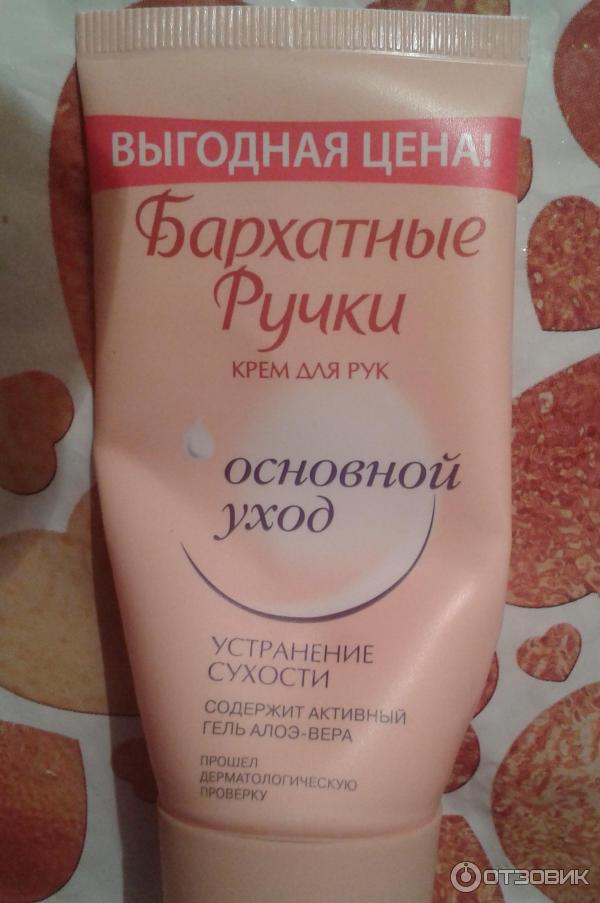 ВЫГОДНАЯ ЦЕНА!
Бархатные
Ручки
КРЕМ ДЛЯ РУК
основной
уход
УСТРАНЕНИЕ
СУХОСТИ
СОДЕРЖИТ АКТИВНЫЙ
ГЕЛЬ АЛОЭ-ВЕРА
ПРОШЕЛ
ДЕРМАТОЛОГИЧЕСКУЮ
ПРОВЕРКУ
ОТЗОВИК